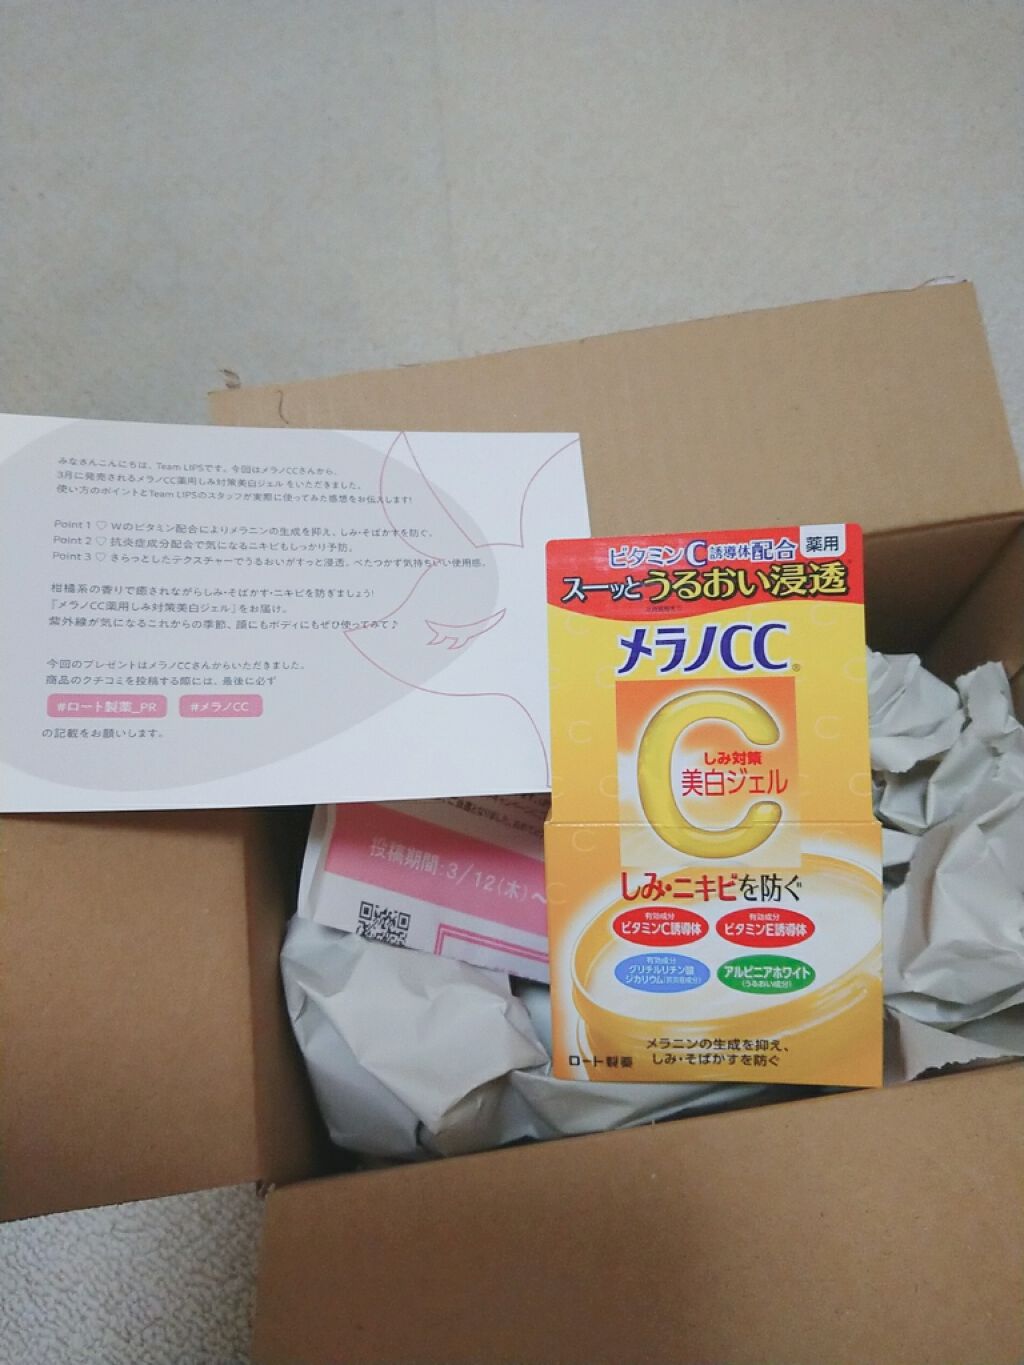 みなさんこんにちは、Team LIPSです。今回はメラノCCさんから、
3月に発売されるメラノCC薬用しみ対策美白ジェルをいただきました。
使い方のポイントとTeam LIPSのスタッフが実際に使ってみた感想をお伝えします!
Point 1 ♡ Wのビタミン配合によりメラニンの生成を抑え、しみ・そばかすを防ぐ。
Point 2 ♡ 抗炎症成分配合で気になるニキビもしっかり予防。
Point 3 ♡ さらっとしたテクスチャーでうるおいがすっと浸透。べたつかず気持ちいい使用感。
柑橘系の香りで癒されながらしみ・そばかす・ニキビを防ぎましょう!
『メラノCC薬用しみ対策美白ジェル』をお届け。
紫外線が気になるこれからの季節、顔にもボディにもぜひ使ってみて♪
今回のプレゼントはメラノCCさんからいただきました。
商品のクチコミを投稿する際には、最後に必ず
#ロート製薬_PR #メラノCC
の記載をお願いします。
投稿期間:3/12(木)~
ビタミンC誘導体配合 薬用
スーッとうるおい浸透
メラノCC®
しみ対策
美白ジェル
しみ・ニキビを防ぐ
有効成分
ビタミンC誘導体
有効成分
ビタミンE誘導体
有効成分
グリチルリチン酸
ジカリウム(抗炎症成分)
アルピニアホワイト
(うるおい成分)
メラニンの生成を抑え、
しみ・そばかすを防ぐ
ロート製薬